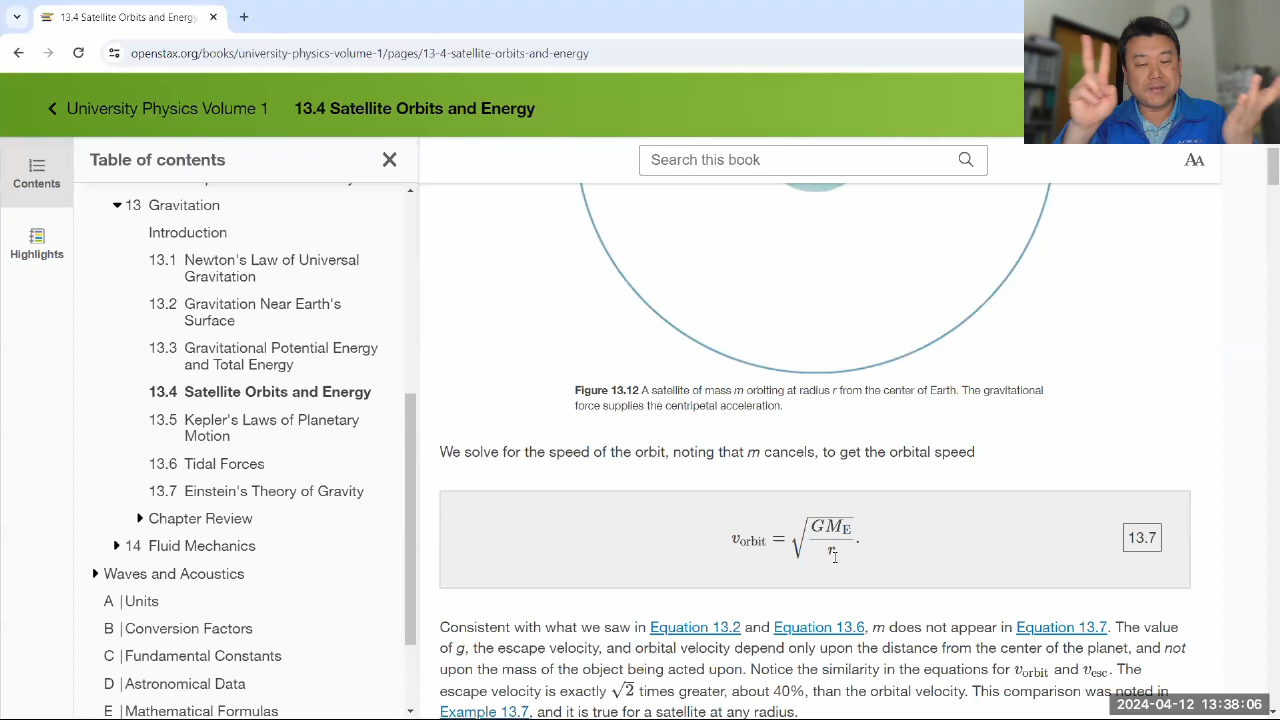 13.4 Satellite Orbits and Energy
openstax.org/books/university-physics-volume-1/pages/13-4-satellite-orbits-and-energy
University Physics Volume 1
13.4 Satellite Orbits and Energy
Contents
Highlights
Table of contents
13 Gravitation
Introduction
13.1 Newton's Law of Universal
Gravitation
13.2 Gravitation Near Earth's
Surface
13.3 Gravitational Potential Energy
and Total Energy
13.4 Satellite Orbits and Energy
13.5 Kepler's Laws of Planetary
Motion
13.6 Tidal Forces
13.7 Einstein's Theory of Gravity
Chapter Review
14 Fluid Mechanics
Waves and Acoustics
A | Units
B | Conversion Factors
C | Fundamental Constants
D | Astronomical Data
E | Mathematical Formulas
Search this book
AA
Figure 13.12 A satellite of mass m orbiting at radius r from the center of Earth. The gravitational
force supplies the centripetal acceleration.
We solve for the speed of the orbit, noting that m cancels, to get the orbital speed
v_orbit = √(GM_E / r).
13.7
Consistent with what we saw in Equation 13.2 and Equation 13.6, m does not appear in Equation 13.7. The value
of g, the escape velocity, and orbital velocity depend only upon the distance from the center of the planet, and not
upon the mass of the object being acted upon. Notice the similarity in the equations for v_orbit and v_esc. The
escape velocity is exactly √2 times greater, about 40%, than the orbital velocity. This comparison was noted in
Example 13.7, and it is true for a satellite at any radius.
2024-04-12 13:38:06